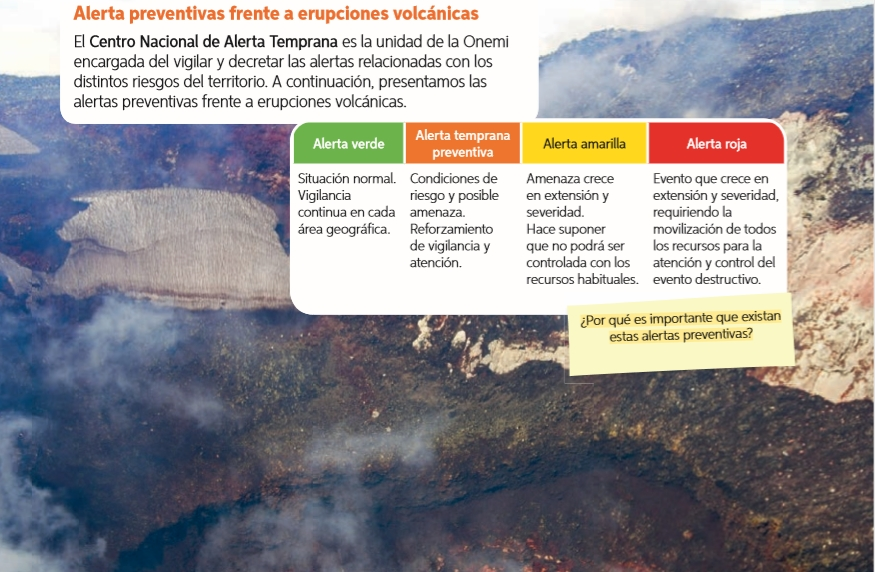 Alerta preventivas frente a erupciones volcánicas
El Centro Nacional de Alerta Temprana es la unidad de la Onemi
encargada del vigilar y decretar las alertas relacionadas con los
distintos riesgos del territorio. A continuación, presentamos las
alertas preventivas frente a erupciones volcánicas.
Alerta verde
Situación normal.
Vigilancia
continua en cada
área geográfica.
Alerta temprana
preventiva
Condiciones de
riesgo y posible
amenaza.
Reforzamiento
de vigilancia y
atención.
Alerta amarilla
Amenaza crece
en extensión y
severidad.
Hace suponer
que no podrá ser
controlada con los
recursos habituales.
Alerta roja
Evento que crece en
extensión y severidad,
requiriendo la
movilización de todos
los recursos para la
atención y control del
evento destructivo.
¿Por qué es importante que existan
estas alertas preventivas?